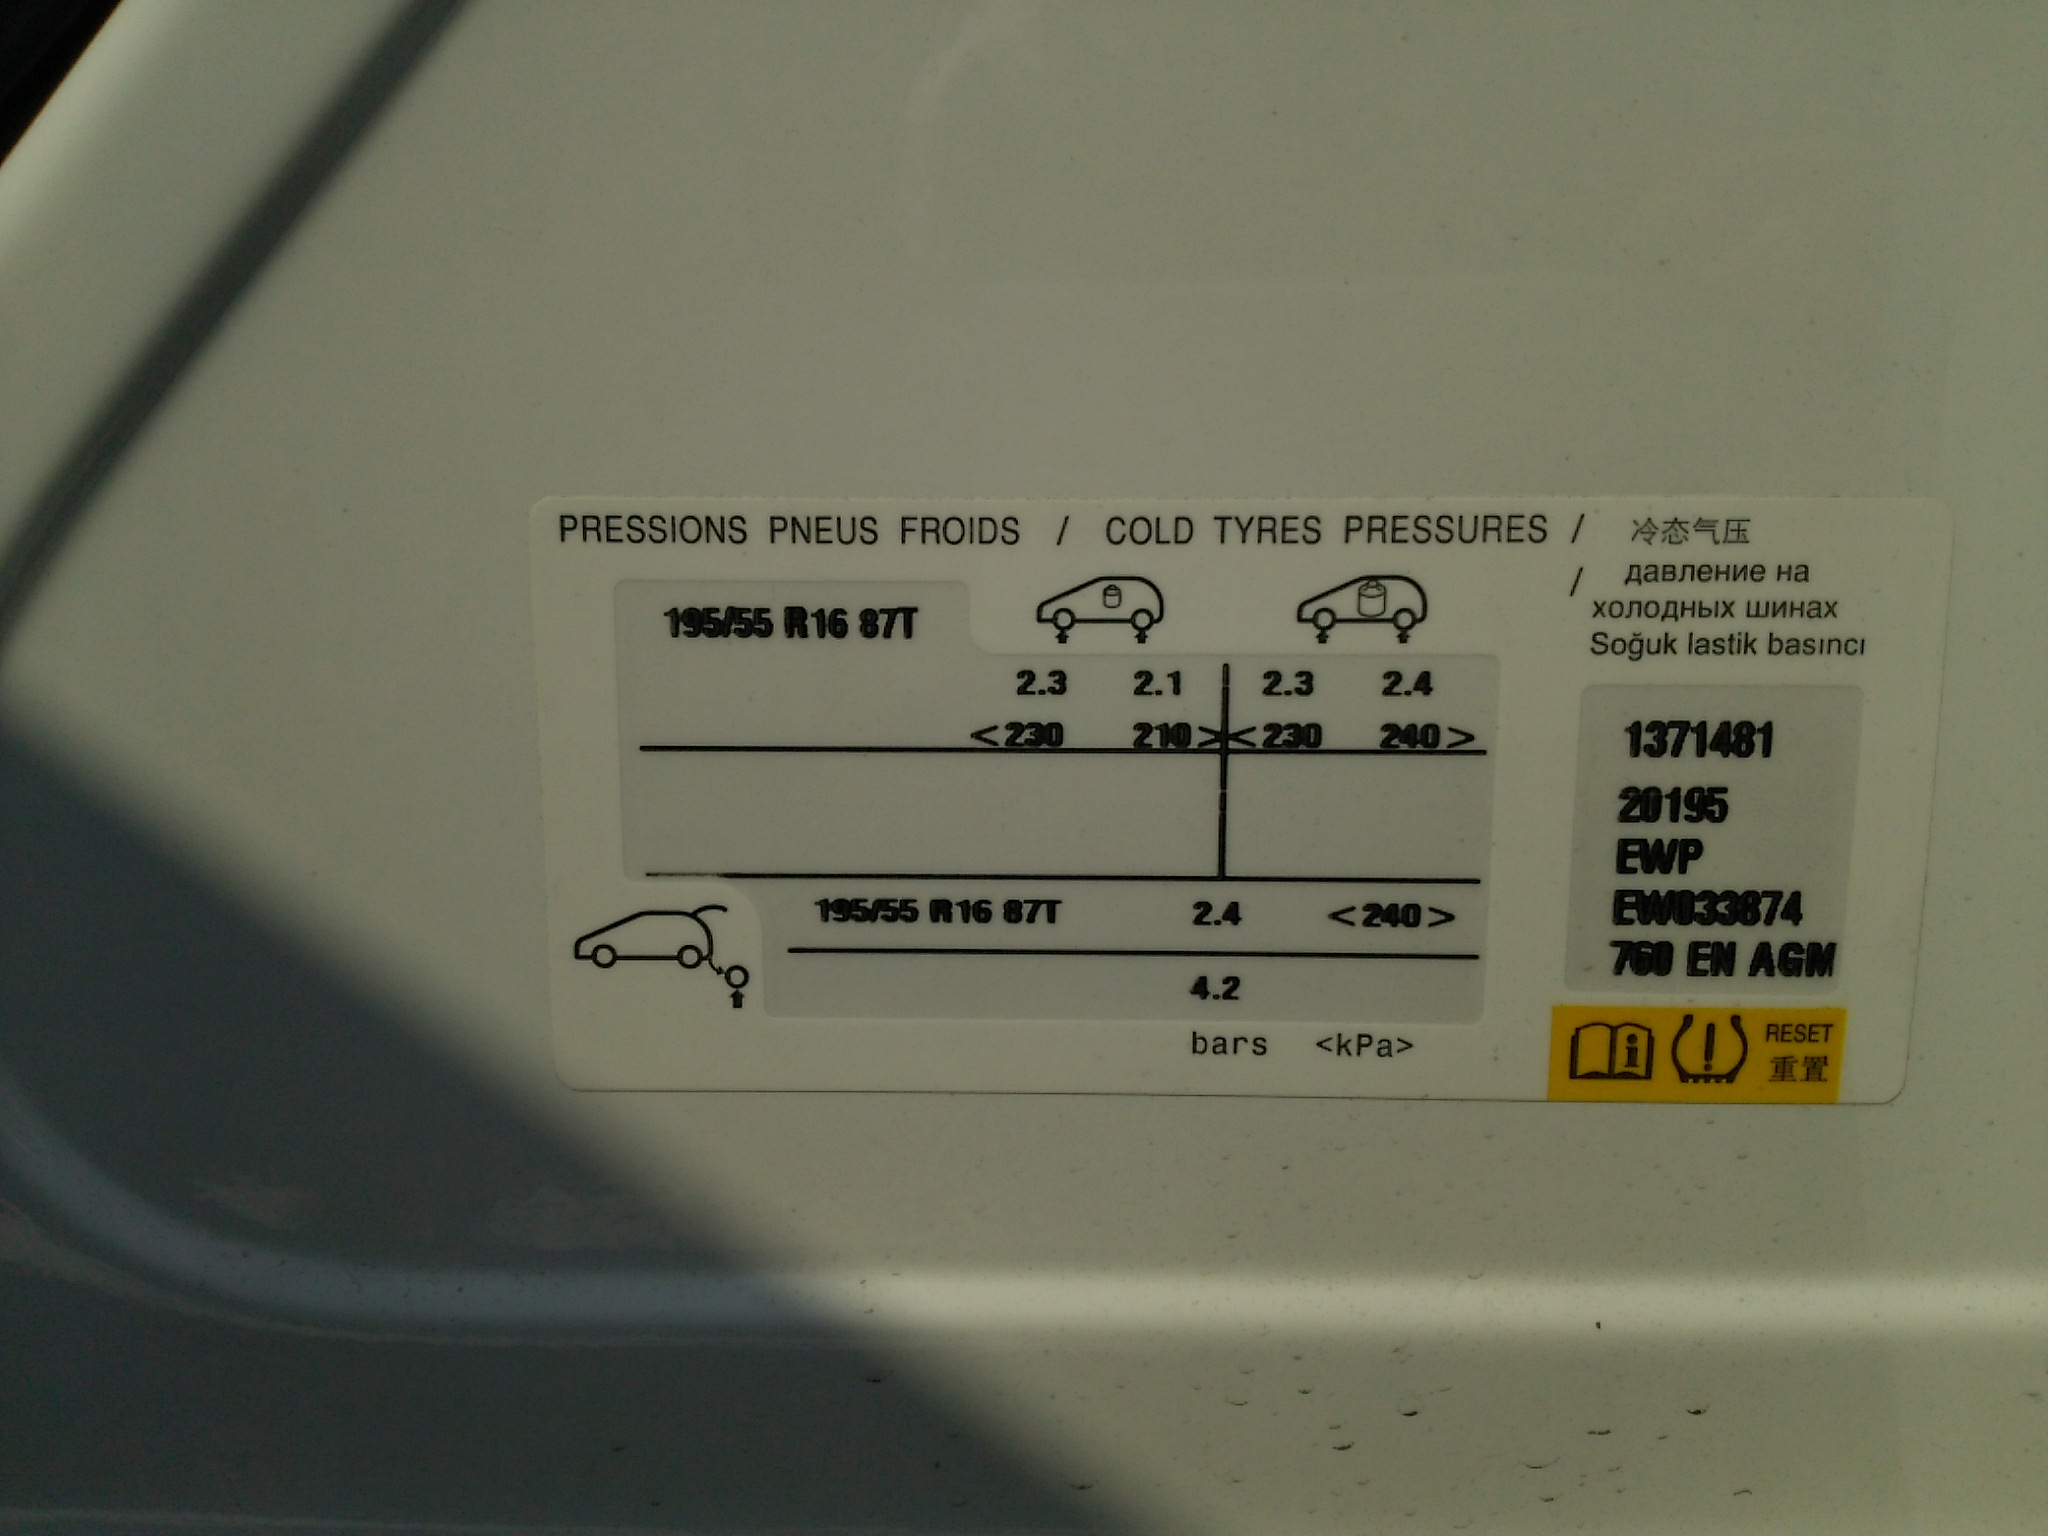 PRESSIONS PNEUS FROIDS / COLD TYRES PRESSURES / 冷态气压
/ давление на
холодных шинах
Soğuk lastik basıncı
195/55 R16 87T
2.3 2.1 2.3 2.4
<230 210><230 240>
195/55 R16 87T 2.4 <240>
4.2
bars <kPa>
1371481
20195
EWP
EW033874
760 EN AGM
RESET
重置